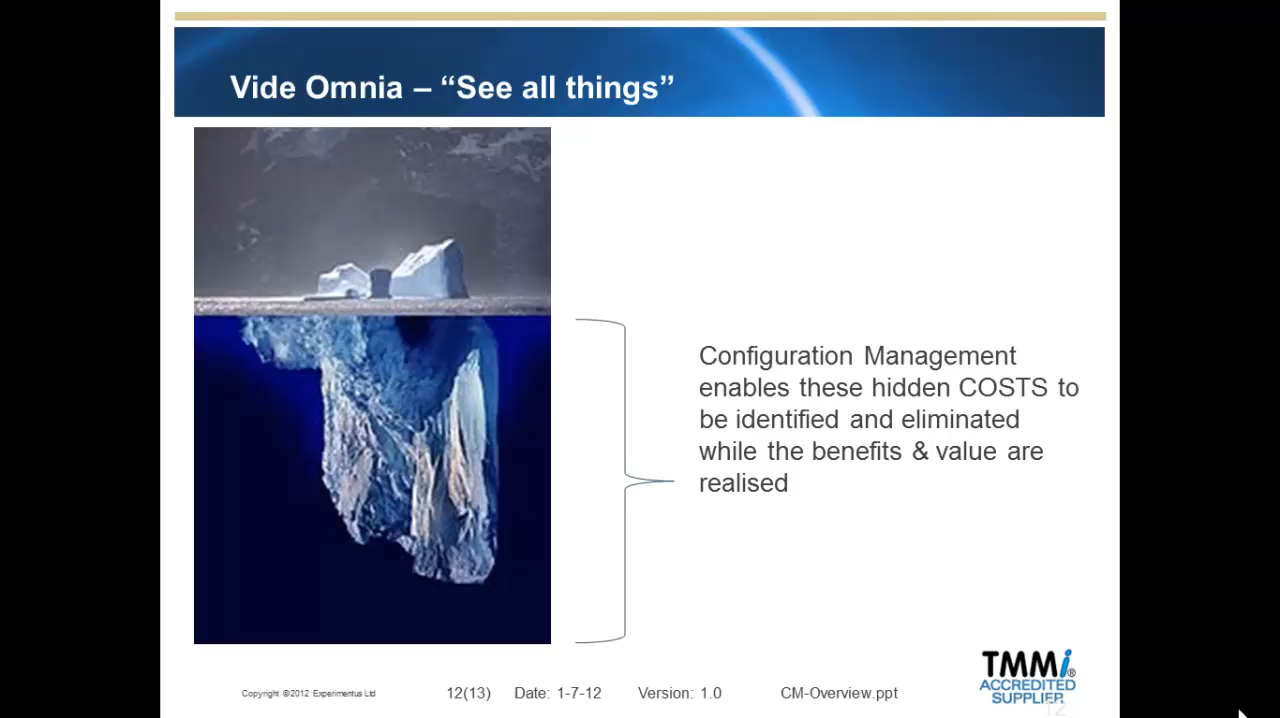 Vide Omnia – “See all things”
Configuration Management
enables these hidden COSTS to
be identified and eliminated
while the benefits & value are
realised
TMMi®
ACCREDITED
SUPPLIER
12
Copyright ©2012 Experimentus Ltd
12(13)
Date: 1-7-12
Version: 1.0
CM-Overview.ppt